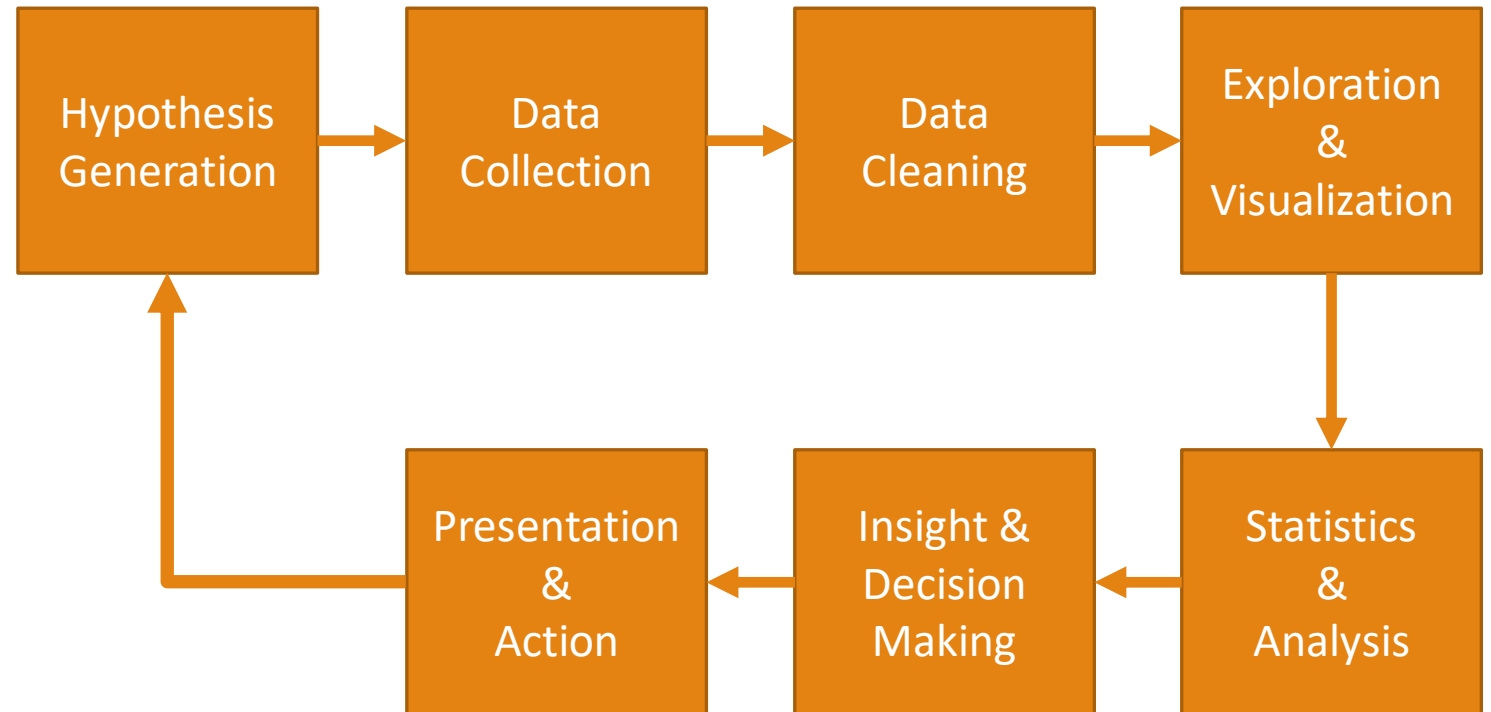 Hypothesis
Generation
Data
Collection
Data
Cleaning
Exploration
&
Visualization
Statistics
&
Analysis
Insight &
Decision
Making
Presentation
&
Action